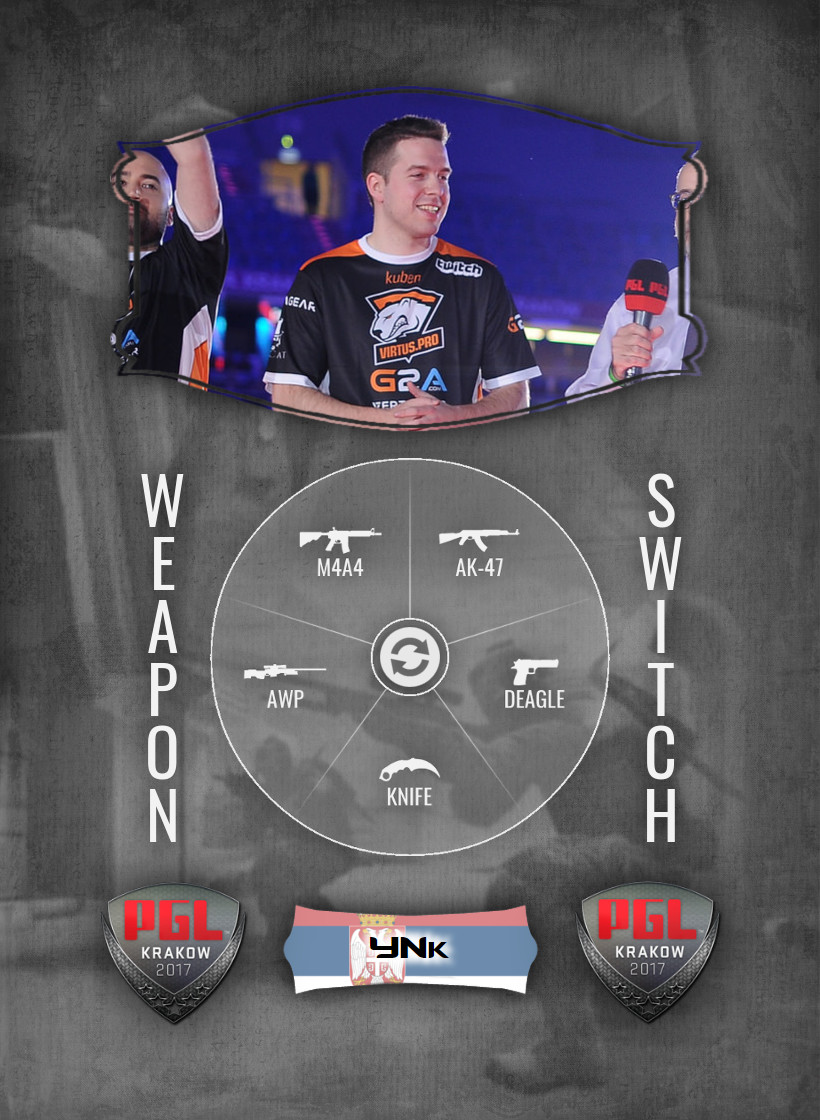 kuben
twitch
VIRTUS.PRO
G2A
PGL PGL
WEAPON
SWITCH
M4A4
AK-47
AWP
DEAGLE
KNIFE
PGL
KRAKOW
2017
YNk
PGL
KRAKOW
2017